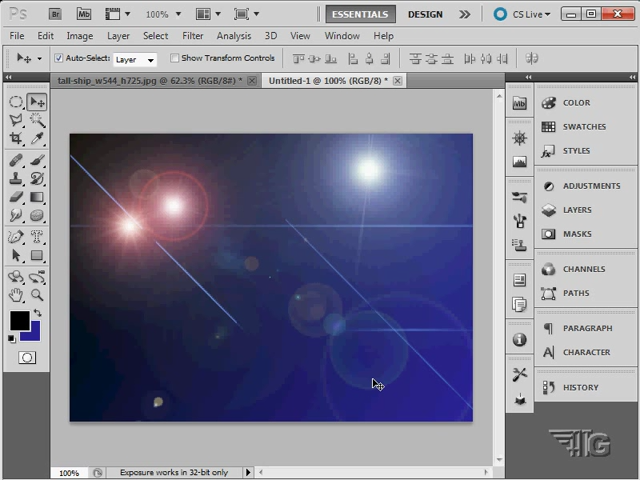 Ps Br Mb 100% ESSENTIALS DESIGN CS Live
File Edit Image Layer Select Filter Analysis 3D View Window Help
Auto-Select: Layer Show Transform Controls
tall-ship_w544_h725.jpg @ 62.3% (RGB/8#) * Untitled-1 @ 100% (RGB/8) *
Mb
COLOR
SWATCHES
STYLES
ADJUSTMENTS
LAYERS
MASKS
CHANNELS
PATHS
PARAGRAPH
CHARACTER
HISTORY
100% Exposure works in 32-bit only